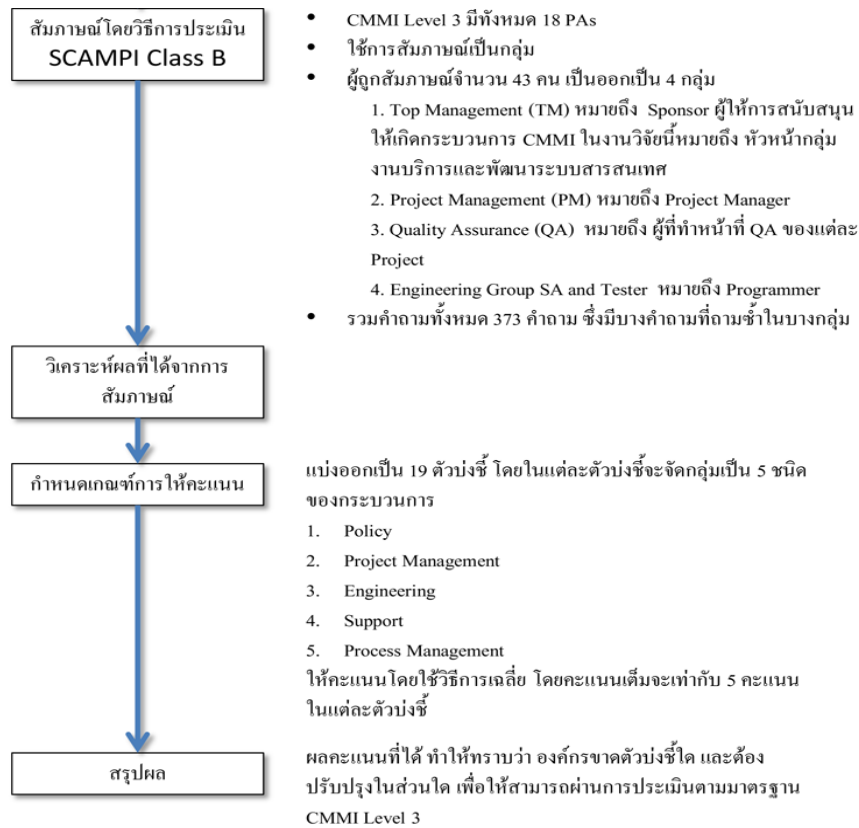 สัมภาษณ์โดยวิธีการประเมิน
SCAMPI Class B
• CMMI Level 3 มีทั้งหมด 18 PAs
• ใช้การสัมภาษณ์เป็นกลุ่ม
• ผู้ถูกสัมภาษณ์จำนวน 43 คน เป็นออกเป็น 4 กลุ่ม
1. Top Management (TM) หมายถึง Sponsor ผู้ให้การสนับสนุน
ให้เกิดกระบวนการ CMMI ในงานวิจัยนี้หมายถึง หัวหน้ากลุ่ม
งานบริการและพัฒนาระบบสารสนเทศ
2. Project Management (PM) หมายถึง Project Manager
3. Quality Assurance (QA) หมายถึง ผู้ที่ทำหน้าที่ QA ของแต่ละ
Project
4. Engineering Group SA and Tester หมายถึง Programmer
• รวมคำถามทั้งหมด 373 คำถาม ซึ่งมีบางคำถามที่ถามซ้ำในบางกลุ่ม
วิเคราะห์ผลที่ได้จากการ
สัมภาษณ์
กำหนดเกณฑ์การให้คะแนน
แบ่งออกเป็น 19 ตัวบ่งชี้ โดยในแต่ละตัวบ่งชี้จะจัดกลุ่มเป็น 5 ชนิด
ของกระบวนการ
1. Policy
2. Project Management
3. Engineering
4. Support
5. Process Management
ให้คะแนนโดยใช้วิธีการเฉลี่ย โดยคะแนนเต็มจะเท่ากับ 5 คะแนน
ในแต่ละตัวบ่งชี้
สรุปผล
ผลคะแนนที่ได้ ทำให้ทราบว่า องค์กรขาดตัวบ่งชี้ใด และต้อง
ปรับปรุงในส่วนใด เพื่อให้สามารถผ่านการประเมินตามมาตรฐาน
CMMI Level 3